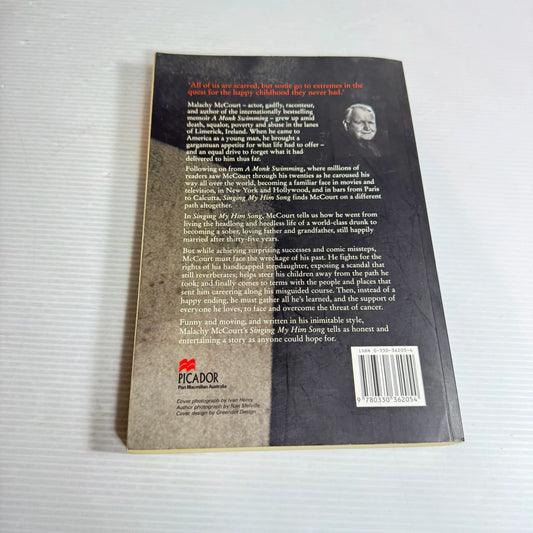 'All of us are scarred, but some go to extremes in the
quest for the happy childhood they never had.'
Malachy McCourt – actor, gadfly, raconteur,
and author of the internationally bestselling
memoir A Monk Swimming – grew up amid
death, squalor, poverty and abuse in the lanes
of Limerick, Ireland. When he came to
America as a young man, he brought a
gargantuan appetite for what life had to offer –
and an equal drive to forget what it had
delivered to him thus far.
Following on from A Monk Swimming, where millions of
readers saw McCourt through his twenties as he caroused his
way all over the world, becoming a familiar face in movies and
television, in New York and Hollywood, and in bars from Paris
to Calcutta, Singing My Him Song finds McCourt on a different
path altogether.
In Singing My Him Song, McCourt tells us how he went from
living the headlong and heedless life of a world-class drunk to
becoming a sober, loving father and grandfather, still happily
married after thirty-five years.
But while achieving surprising successes and comic missteps,
McCourt must face the wreckage of his past. He fights for the
rights of his handicapped stepdaughter, exposing a scandal that
still reverberates; helps steer his children away from the path he
took; and finally comes to terms with the people and places that
sent him careering along his misguided course. Then, instead of a
happy ending, he must gather all he's learned, and the support of
everyone he loves, to face and overcome the threat of cancer.
Funny and moving, and written in his inimitable style,
Malachy McCourt's Singing My Him Song tells as honest and
entertaining a story as anyone could hope for.
PICADOR
Pan Macmillan Australia
Cover photograph by Ivan Henry
Author photograph by Nan Melville
Cover design by Greendot Design
ISBN 0-330-36205-6
9 780330 362054